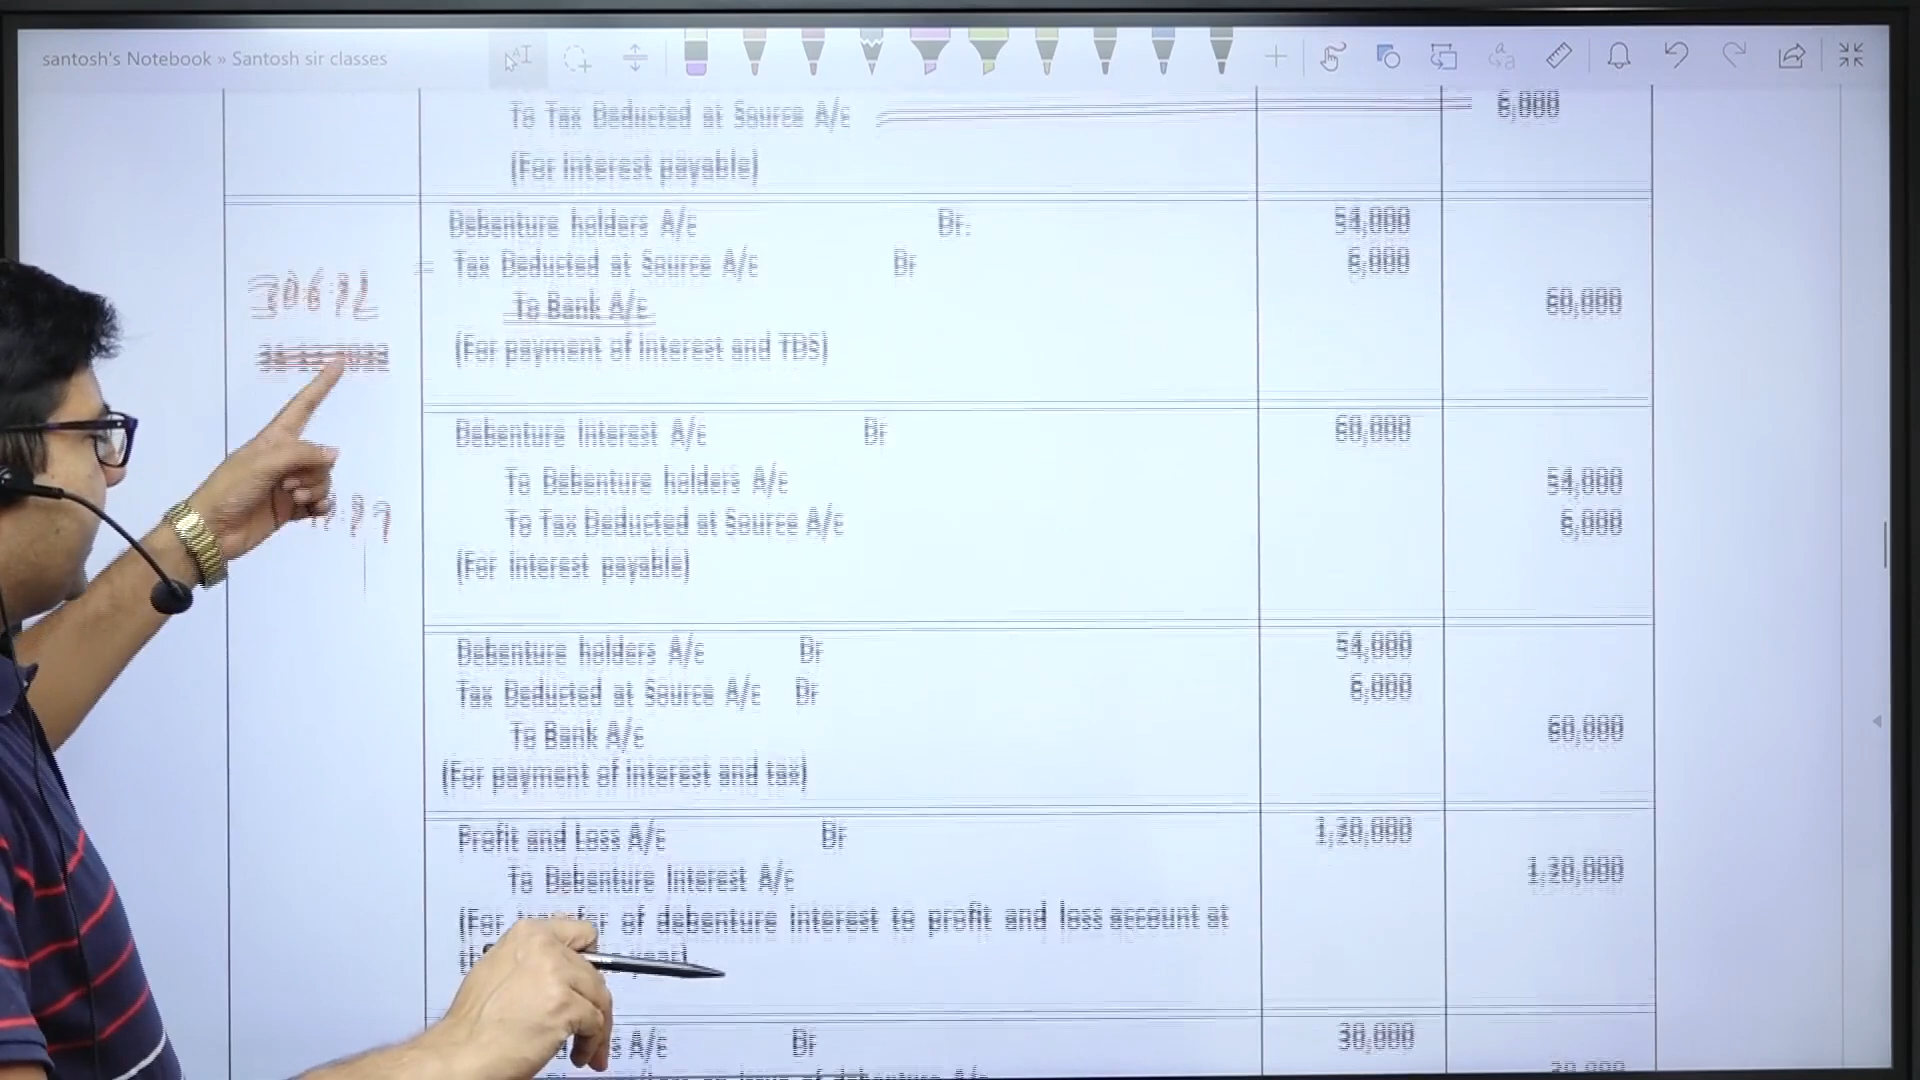 santosh's Notebook » Santosh sir classes
To Tax Deducted at Source A/c 6,000
(For interest payable)
Debenture holders A/c Dr. 54,000
Tax Deducted at Source A/c Dr 6,000
To Bank A/c 60,000
(For payment of interest and TDS)
Debenture Interest A/c Dr 60,000
To Debenture holders A/c 54,000
To Tax Deducted at Source A/c 6,000
(For interest payable)
Debenture holders A/c Dr 54,000
Tax Deducted at Source A/c Dr 6,000
To Bank A/c 60,000
(For payment of interest and tax)
Profit and Loss A/c Dr 1,20,000
To Debenture Interest A/c 1,20,000
(For transfer of debenture interest to profit and loss account at
year)
A/c Dr 30,000